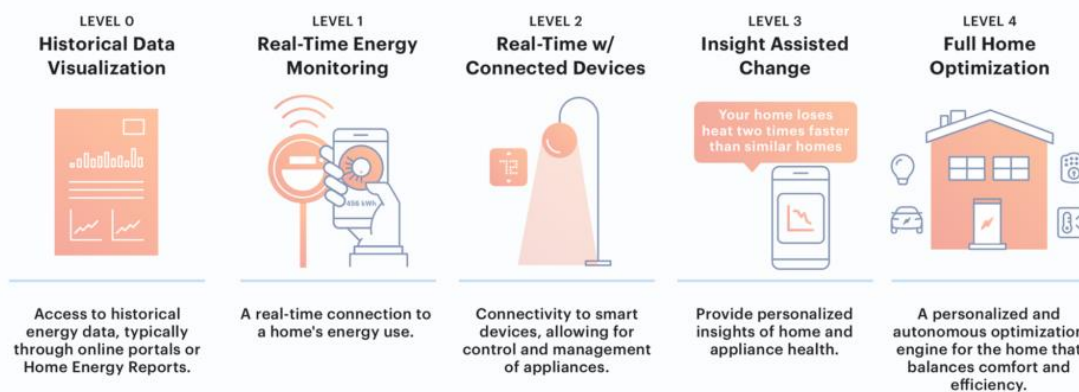 LEVEL 0
Historical Data
Visualization
Access to historical
energy data, typically
through online portals or
Home Energy Reports.
LEVEL 1
Real-Time Energy
Monitoring
456 kWh
A real-time connection to
a home's energy use.
LEVEL 2
Real-Time w/
Connected Devices
72
Connectivity to smart
devices, allowing for
control and management
of appliances.
LEVEL 3
Insight Assisted
Change
Your home loses
heat two times faster
than similar homes
Provide personalized
insights of home and
appliance health.
LEVEL 4
Full Home
Optimization
A personalized and
autonomous optimization
engine for the home that
balances comfort and
efficiency.